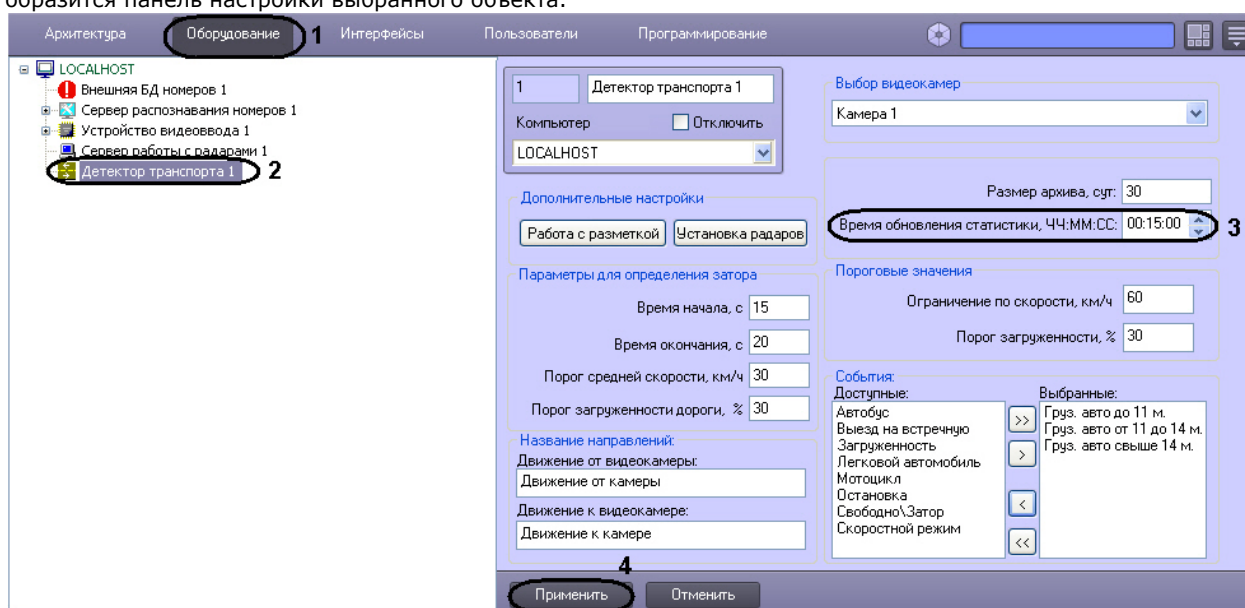 образится панель настройки выбранного объекта.
Архитектура Оборудование 1 Интерфейсы Пользователи Программирование
LOCALHOST
Внешняя БД номеров 1
Сервер распознавания номеров 1
Устройство видеоввода 1
Сервер работы с радарами 1
Детектор транспорта 1 2
1 Детектор транспорта 1
Компьютер Отключить
LOCALHOST
Дополнительные настройки
Работа с разметкой Установка радаров
Параметры для определения затора
Время начала, с 15
Время окончания, с 20
Порог средней скорости, км/ч 30
Порог загруженности дороги, % 30
Название направлений:
Движение от видеокамеры:
Движение от камеры
Движение к видеокамере:
Движение к камере
Выбор видеокамер
Камера 1
Размер архива, сут: 30
Время обновления статистики, ЧЧ:ММ:СС: 00:15:00 3
Пороговые значения
Ограничение по скорости, км/ч 60
Порог загруженности, % 30
События:
Доступные:
Автобус
Выезд на встречную
Загруженность
Легковой автомобиль
Мотоцикл
Остановка
Свободно\Затор
Скоростной режим
>>
>
<
<<
Выбранные:
Груз. авто до 11 м.
Груз. авто от 11 до 14 м.
Груз. авто свыше 14 м.
4
Применить Отменить